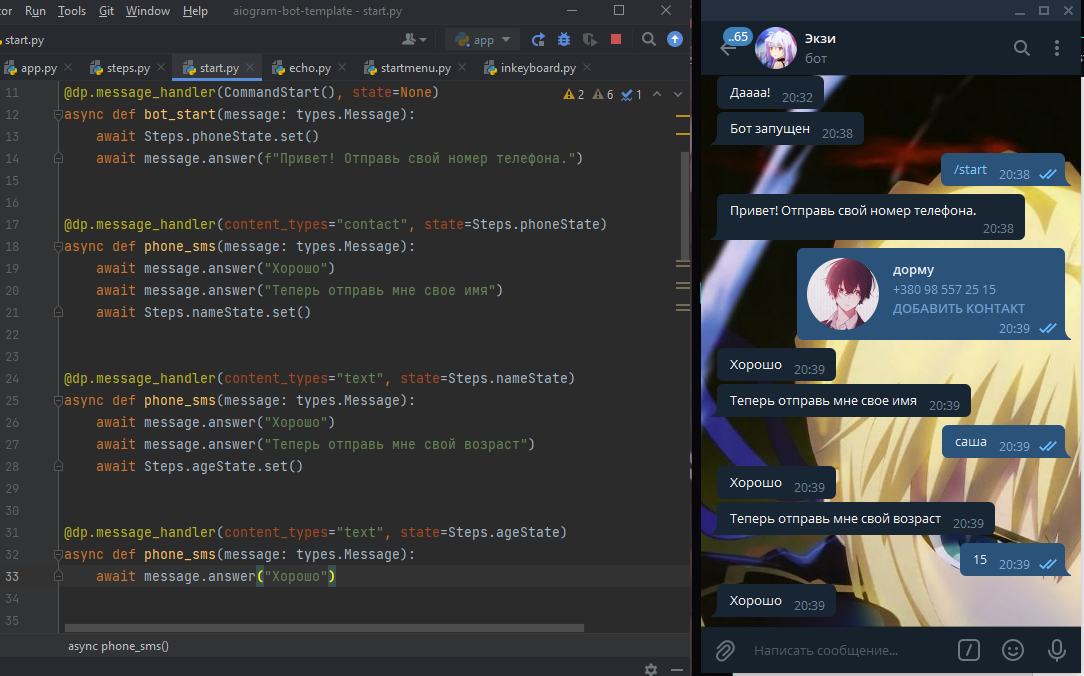 tor Run Tools Git Window Help aiogram-bot-template - start.py
start.py
app
app.py steps.py start.py echo.py startmenu.py inkeyboard.py
2 6 1
11 @dp.message_handler(CommandStart(), state=None)
12 async def bot_start(message: types.Message):
13 await Steps.phoneState.set()
14 await message.answer(f"Привет! Отправь свой номер телефона.")
15
16
17 @dp.message_handler(content_types="contact", state=Steps.phoneState)
18 async def phone_sms(message: types.Message):
19 await message.answer("Хорошо")
20 await message.answer("Теперь отправь мне свое имя")
21 await Steps.nameState.set()
22
23
24 @dp.message_handler(content_types="text", state=Steps.nameState)
25 async def phone_sms(message: types.Message):
26 await message.answer("Хорошо")
27 await message.answer("Теперь отправь мне свой возраст")
28 await Steps.ageState.set()
29
30
31 @dp.message_handler(content_types="text", state=Steps.ageState)
32 async def phone_sms(message: types.Message):
33 await message.answer("Хорошо")
34
35
async phone_sms()
..65
Экзи
бот
Даааа! 20:32
Бот запущен 20:38
/start 20:38
Привет! Отправь свой номер телефона.
20:38
дорму
+380 98 557 25 15
ДОБАВИТЬ КОНТАКТ
20:39
Хорошо 20:39
Теперь отправь мне свое имя 20:39
саша 20:39
Хорошо 20:39
Теперь отправь мне свой возраст 20:39
15 20:39
Хорошо 20:39
Написать сообщение...